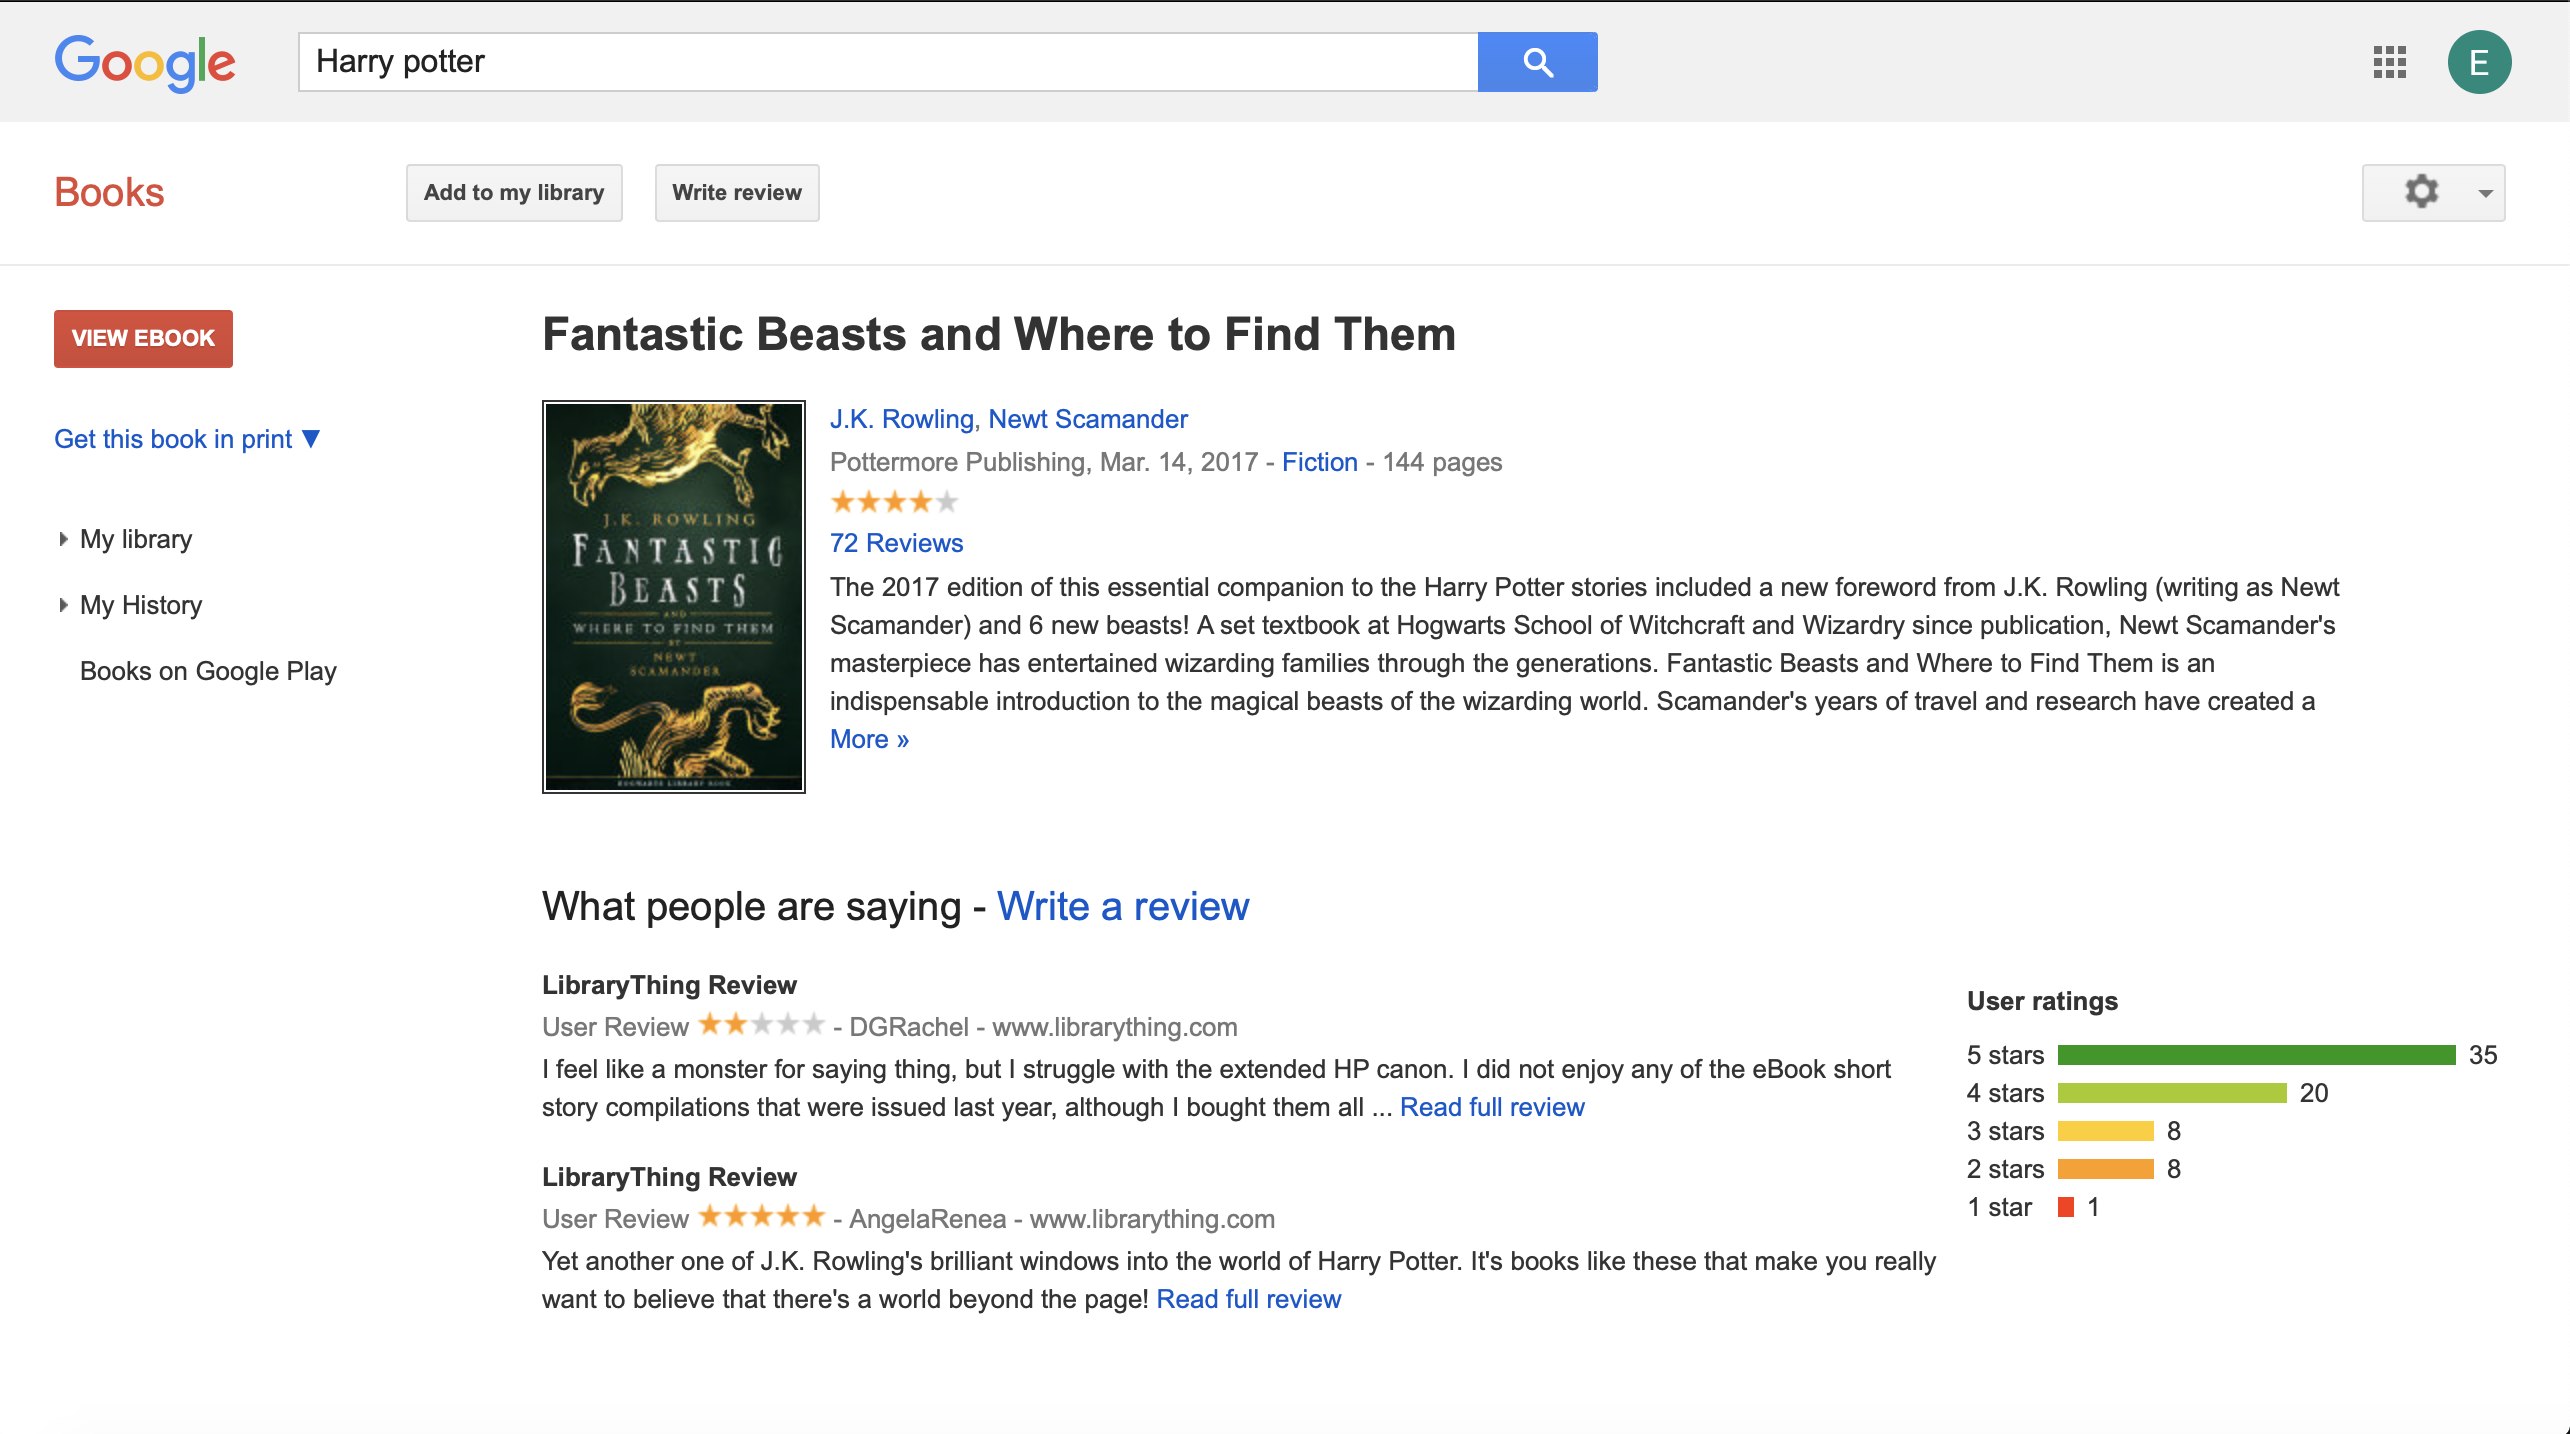 Google
Harry potter
E
Books
Add to my library
Write review
VIEW EBOOK
Get this book in print ▼
My library
My History
Books on Google Play
Fantastic Beasts and Where to Find Them
J.K. ROWLING
FANTASTIC
BEASTS
AND
WHERE TO FIND THEM
BY
NEWT
SCAMANDER
HOGWARTS LIBRARY BOOK
J.K. Rowling, Newt Scamander
Pottermore Publishing, Mar. 14, 2017 - Fiction - 144 pages
72 Reviews
The 2017 edition of this essential companion to the Harry Potter stories included a new foreword from J.K. Rowling (writing as Newt
Scamander) and 6 new beasts! A set textbook at Hogwarts School of Witchcraft and Wizardry since publication, Newt Scamander's
masterpiece has entertained wizarding families through the generations. Fantastic Beasts and Where to Find Them is an
indispensable introduction to the magical beasts of the wizarding world. Scamander's years of travel and research have created a
More »
What people are saying - Write a review
LibraryThing Review
User Review - DGRachel - www.librarything.com
I feel like a monster for saying thing, but I struggle with the extended HP canon. I did not enjoy any of the eBook short
story compilations that were issued last year, although I bought them all ... Read full review
LibraryThing Review
User Review - AngelaRenea - www.librarything.com
Yet another one of J.K. Rowling's brilliant windows into the world of Harry Potter. It's books like these that make you really
want to believe that there's a world beyond the page! Read full review
User ratings
5 stars 35
4 stars 20
3 stars 8
2 stars 8
1 star 1